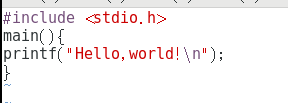 #include <stdio.h>
main(){
printf("Hello,world!\n");
}
~
~